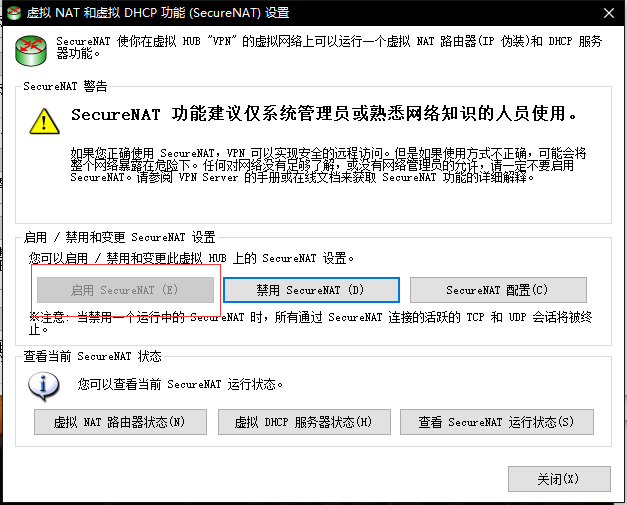 虚拟 NAT 和虚拟 DHCP 功能 (SecureNAT) 设置
SecureNAT 使你在虚拟 HUB "VPN" 的虚拟网络上可以运行一个虚拟 NAT 路由器(IP 伪装)和 DHCP 服务
器功能。
SecureNAT 警告
SecureNAT 功能建议仅系统管理员或熟悉网络知识的人员使用。
如果您正确使用 SecureNAT，VPN 可以实现安全的远程访问。但是如果使用方式不正确，可能会将
整个网络暴露在危险下。任何对网络没有足够了解，或没有网络管理员的允许，请一定不要启用
SecureNAT。请参阅 VPN Server 的手册或在线文档来获取 SecureNAT 功能的详细解释。
启用 / 禁用和变更 SecureNAT 设置
您可以启用 / 禁用和变更此虚拟 HUB 上的 SecureNAT 设置。
启用 SecureNAT (E)
禁用 SecureNAT (D)
SecureNAT 配置(C)
※注意：当禁用一个运行中的 SecureNAT 时，所有通过 SecureNAT 连接的活跃的 TCP 和 UDP 会话将被终
止。
查看当前 SecureNAT 状态
您可以查看当前 SecureNAT 运行状态。
虚拟 NAT 路由器状态(N)
虚拟 DHCP 服务器状态(H)
查看 SecureNAT 运行状态(S)
关闭(X)